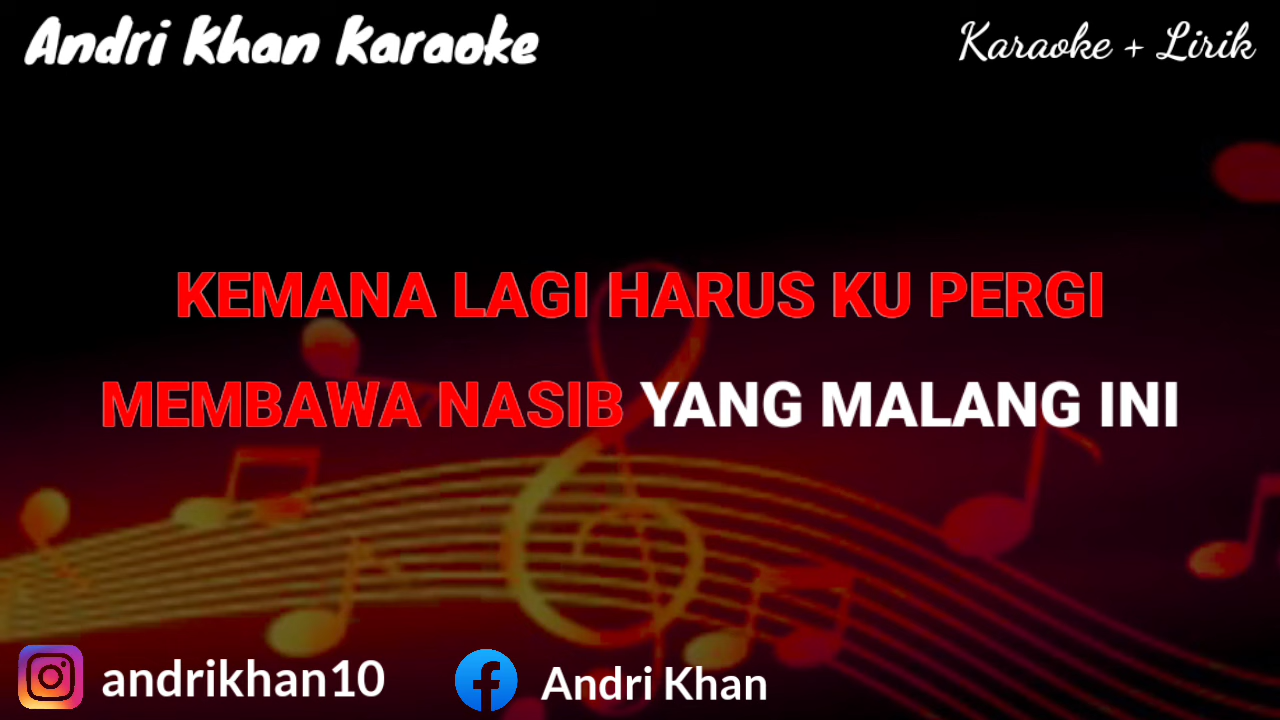 Andri Khan Karaoke
Karaoke + Lirik
KEMANA LAGI HARUS KU PERGI
MEMBAWA NASIB YANG MALANG INI
andrikhan10
Andri Khan